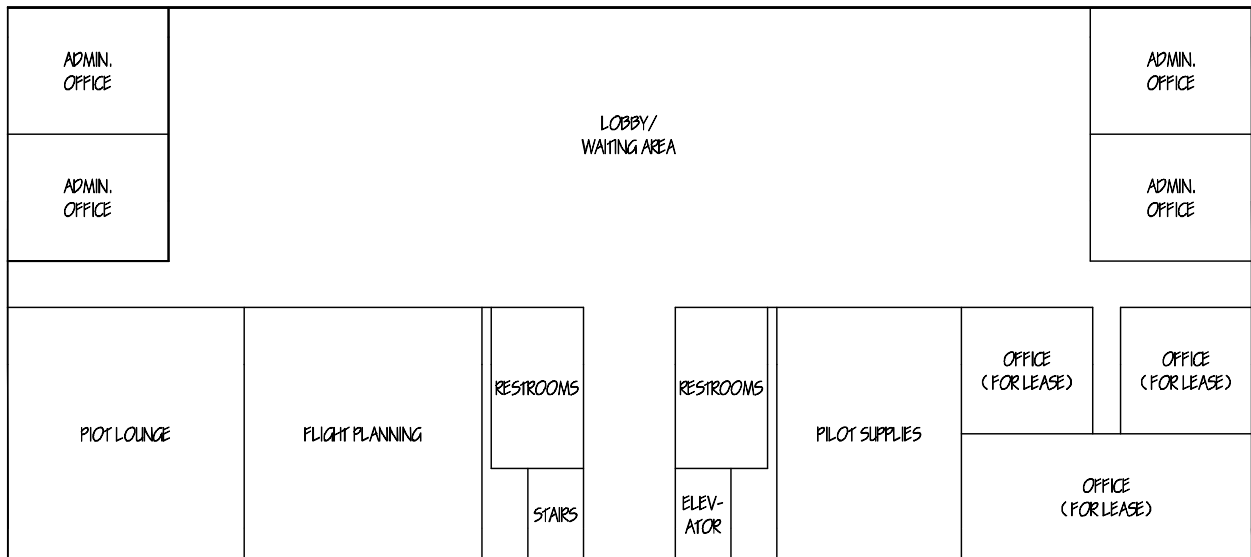 ADMIN.
OFFICE
ADMIN.
OFFICE
LOBBY/
WAITING AREA
ADMIN.
OFFICE
ADMIN.
OFFICE
PIOT LOUNGE
FLIGHT PLANNING
RESTROOMS
STAIRS
RESTROOMS
ELEV-
ATOR
PILOT SUPPLIES
OFFICE
(FOR LEASE)
OFFICE
(FOR LEASE)
OFFICE
(FOR LEASE)